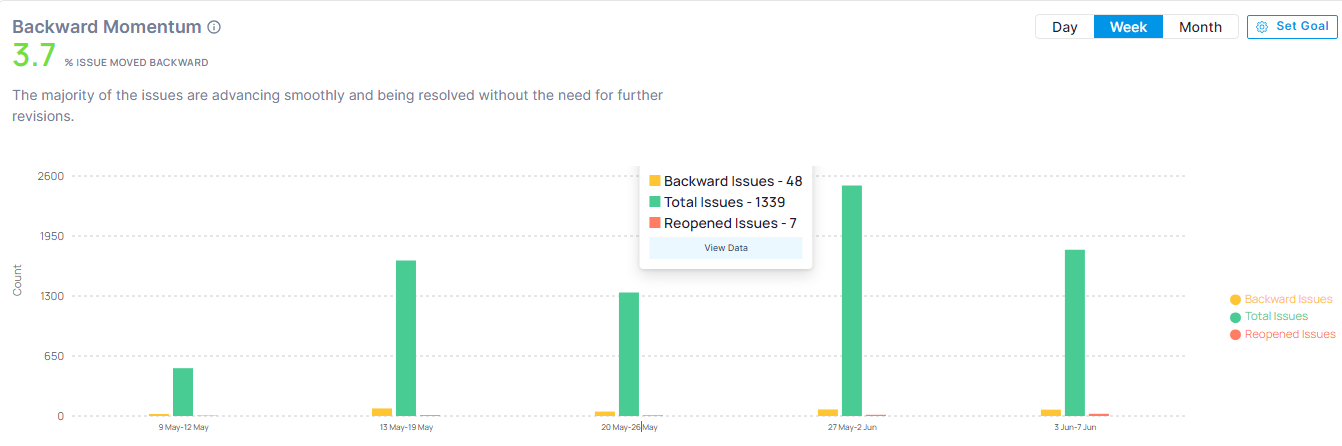 Backward Momentum
Day Week Month Set Goal
3.7 % ISSUE MOVED BACKWARD
The majority of the issues are advancing smoothly and being resolved without the need for further
revisions.
2600
1950
1300
650
0
Count
Backward Issues - 48
Total Issues - 1339
Reopened Issues - 7
View Data
9 May-12 May
13 May-19 May
20 May-26 May
27 May-2 Jun
3 Jun-7 Jun
Backward Issues
Total Issues
Reopened Issues